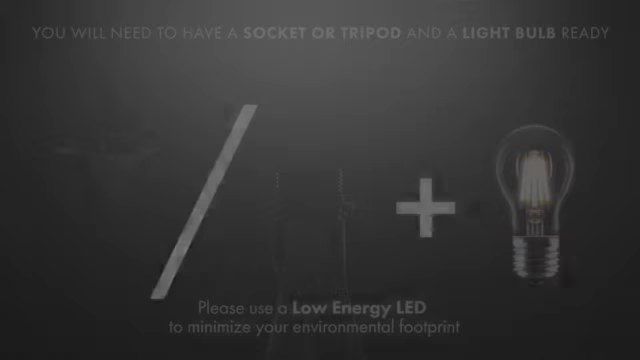 YOU WILL NEED TO HAVE A SOCKET OR TRiPOD AND A LIGHT BULB READY
Please use a Low Energy LED
to minimize your environmental footprint